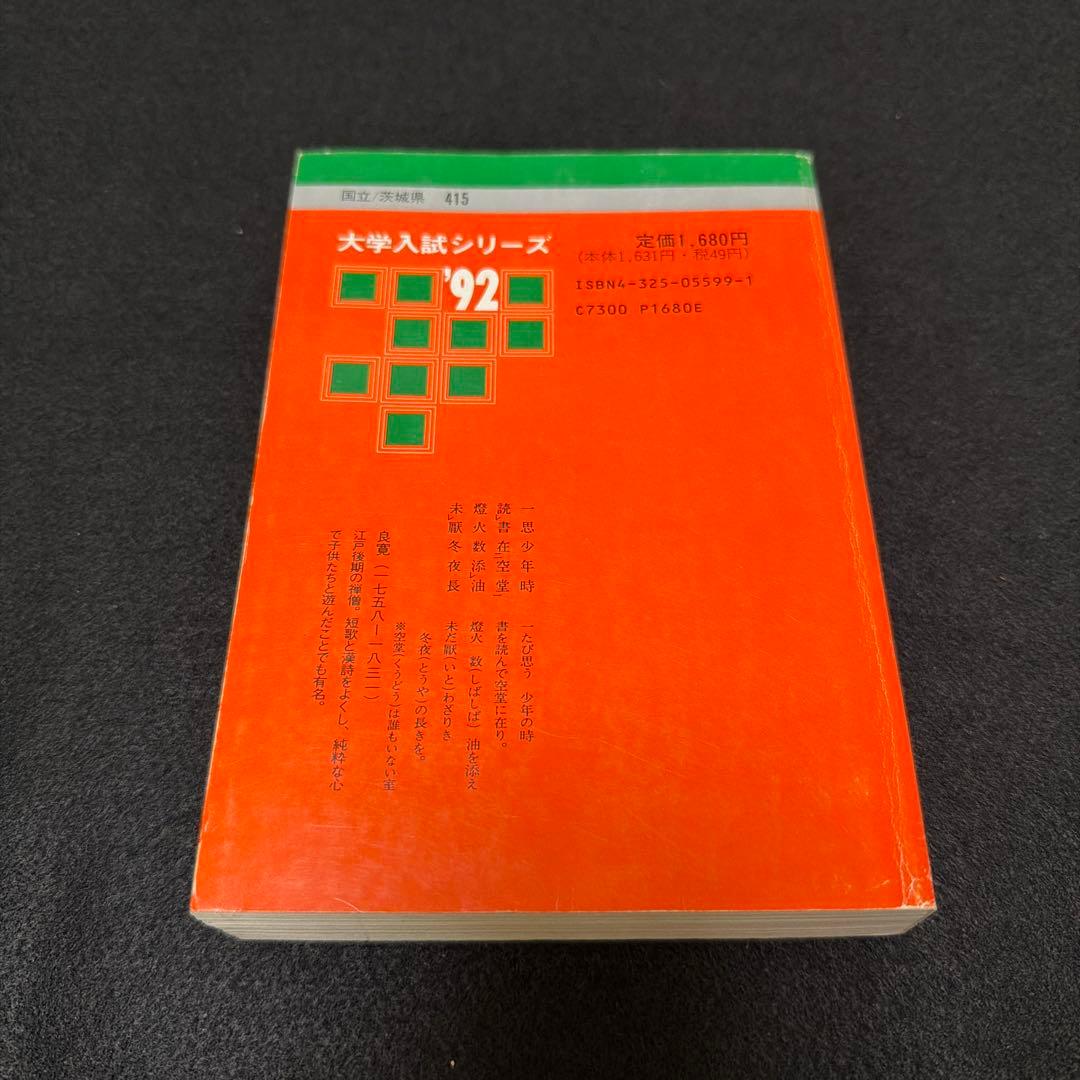 国立/茨城県 415
大学入試シリーズ
'92
定価1,680円
(本体1,631円・税49円)
ISBN4-325-05599-1
C7300 P1680E
一思少年時
読レ書在二空堂一
燈火数添レ油
未レ厭冬夜長
一たび思う 少年の時
書を読んで空堂に在り。
燈火 数(しばしば) 油を添え
未だ厭(いと)わざりき
冬夜(とうや)の長きを。
※空堂(くうどう)は誰もいない室
良寛(一七五八―一八三一)
江戸後期の禅僧。短歌と漢詩をよくし、純粋な心
で子供たちと遊んだことでも有名。